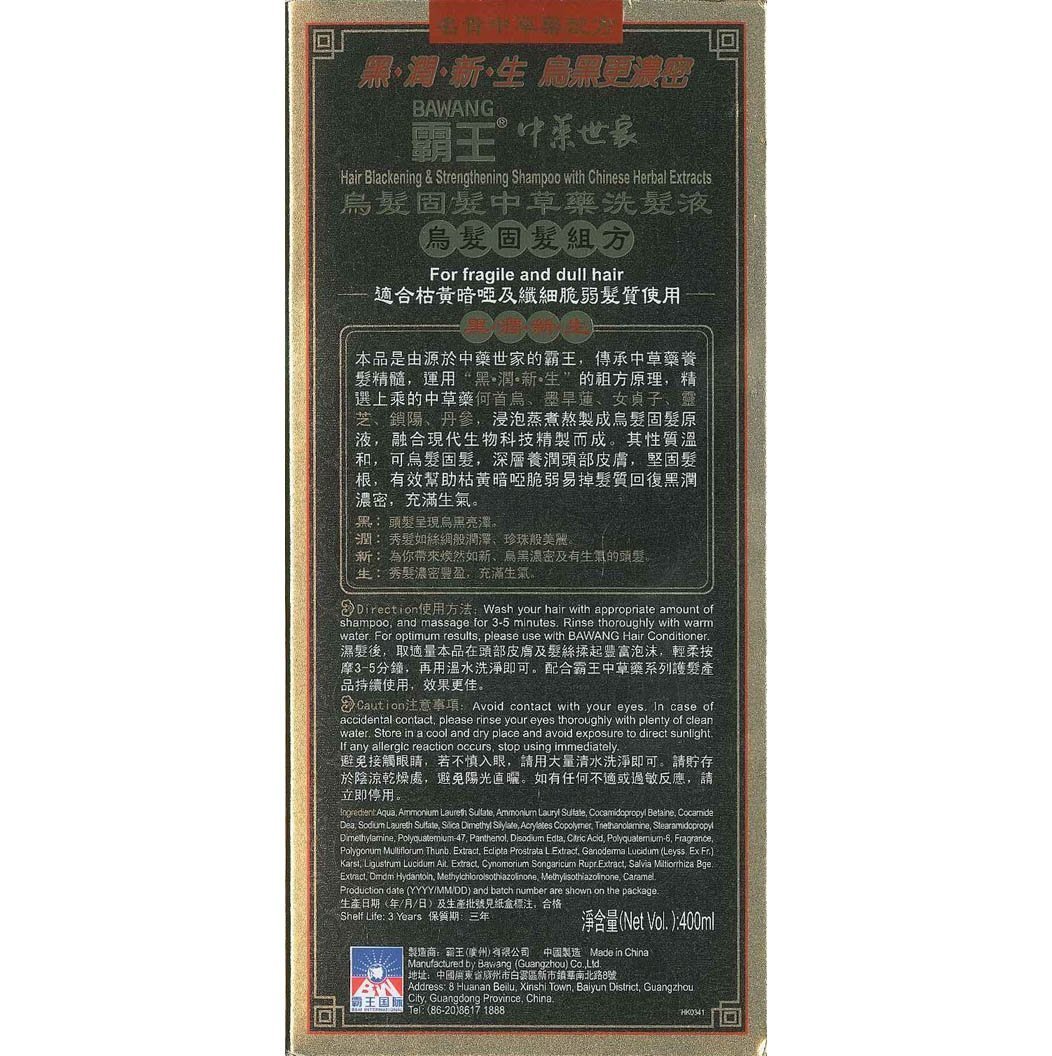 名貴中草藥配方
黑·潤·新·生 烏黑更濃密
BAWANG
霸王® 中藥世家
Hair Blackening & Strengthening Shampoo with Chinese Herbal Extracts
烏髮固髮中草藥洗髮液
烏髮固髮組方
For fragile and dull hair
適合枯黃暗啞及纖細脆弱髮質使用
黑·潤·新·生
本品是由源於中藥世家的霸王，傳承中草藥養
髮精髓，運用“黑·潤·新·生”的祖方原理，精
選上乘的中草藥何首烏、墨旱蓮、女貞子、靈
芝、鎖陽、丹參，浸泡蒸煮熬製成烏髮固髮原
液，融合現代生物科技精製而成。其性質溫
和，可烏髮固髮，深層養潤頭部皮膚，堅固髮
根，有效幫助枯黃暗啞脆弱易掉髮質回復黑潤
濃密，充滿生氣。
黑：頭髮呈現烏黑亮澤。
潤：秀髮如絲綢般潤澤、珍珠般美麗。
新：為你帶來煥然如新、烏黑濃密及有生氣的頭髮。
生：秀髮濃密豐盈，充滿生氣。
Direction使用方法: Wash your hair with appropriate amount of
shampoo, and massage for 3-5 minutes. Rinse thoroughly with warm
water. For optimum results, please use with BAWANG Hair Conditioner.
濕髮後，取適量本品在頭部皮膚及髮絲揉起豐富泡沫，輕柔按
摩3-5分鐘，再用溫水洗淨即可。配合霸王中草藥系列護髮產
品持續使用，效果更佳。
Caution注意事項: Avoid contact with your eyes. In case of
accidental contact, please rinse your eyes thoroughly with plenty of clean
water. Store in a cool and dry place and avoid exposure to direct sunlight.
If any allergic reaction occurs, stop using immediately.
避免接觸眼睛，若不慎入眼，請用大量清水洗淨即可。請貯存
於陰涼乾燥處，避免陽光直曬。如有任何不適或過敏反應，請
立即停用。
Ingredient:Aqua, Ammonium Laureth Sulfate, Ammonium Lauryl Sulfate, Cocamidopropyl Betaine, Cocamide
Dea, Sodium Laureth Sulfate, Silica Dimethyl Silylate, Acrylates Copolymer, Triethanolamine, Stearamidopropyl
Dimethylamine, Polyquaternium-47, Panthenol, Disodium Edta, Citric Acid, Polyquaternium-6, Fragrance,
Polygonum Multiflorum Thunb. Extract, Eclipta Prostrata L.Extract, Ganoderma Lucidum (Leyss. Ex Fr.)
Karst, Ligustrum Lucidum Ait. Extract, Cynomorium Songaricum Rupr.Extract, Salvia Miltiorrhiza Bge.
Extract, Dmdm Hydantoin, Methylchloroisothiazolinone, Methylisothiazolinone, Caramel.
Production date (YYYY/MM/DD) and batch number are shown on the package.
生產日期（年/月/日）及生產批號見紙盒標注，合格
Shelf Life: 3 Years 保質期：三年
淨含量(Net Vol.):400ml
製造商：霸王(廣州)有限公司 中國製造 Made in China
Manufactured by Bawang (Guangzhou) Co.,Ltd.
地址：中國廣東省廣州市白雲區新市鎮華南北路8號
Address: 8 Huanan Beilu, Xinshi Town, Baiyun District, Guangzhou
City, Guangdong Province, China.
Tel: (86-20)8617 1888
BW
霸王国际
B&W INTERNATIONAL
HK0341